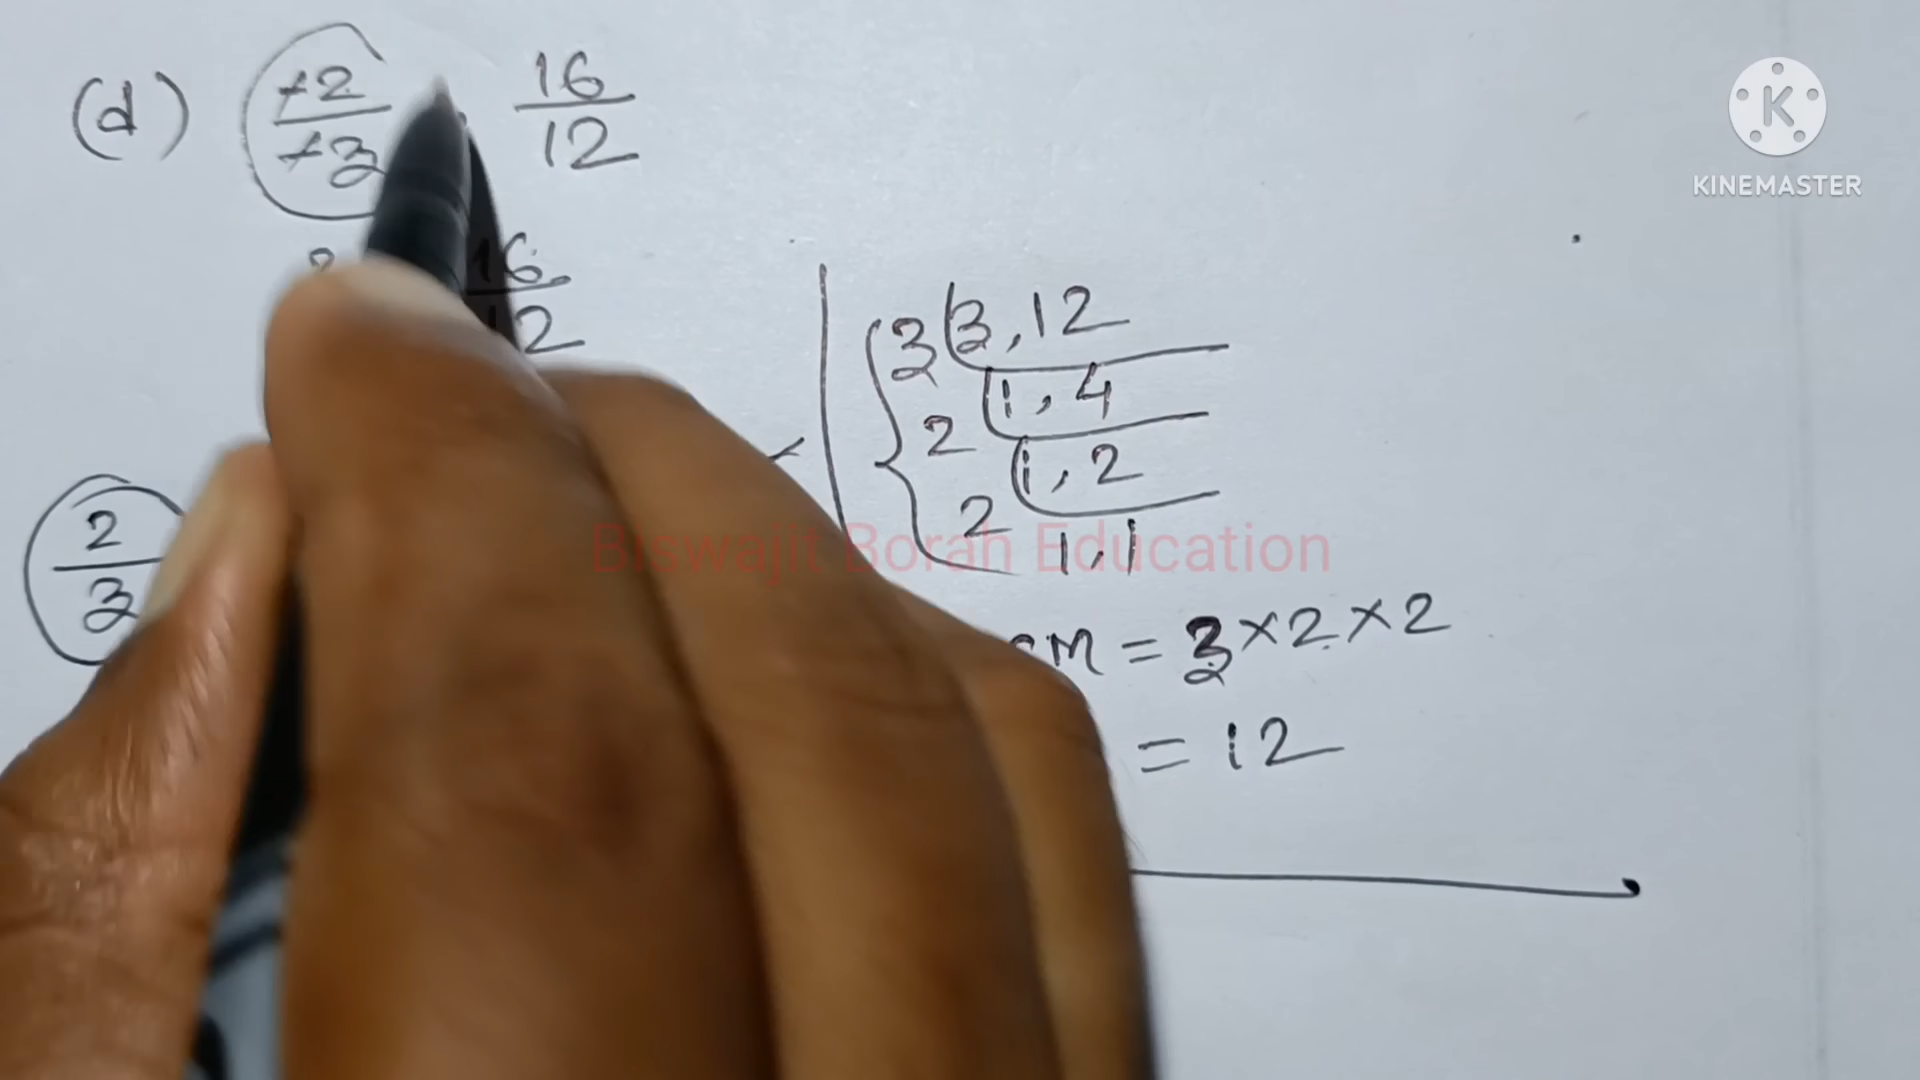 (d) +2/+3, 16/12
2 16/12
3 | 3, 12
2 | 1, 4
2 | 1, 2
1, 1
2/3
CM = 3×2×2
= 12
KINEMASTER
Biswajit Borah Education